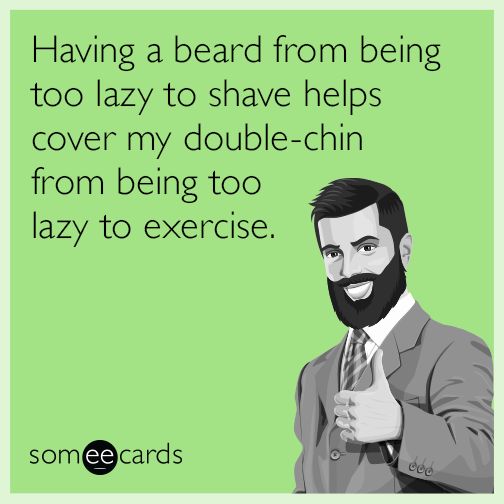 Having a beard from being
too lazy to shave helps
cover my double-chin
from being too
lazy to exercise.
someecards